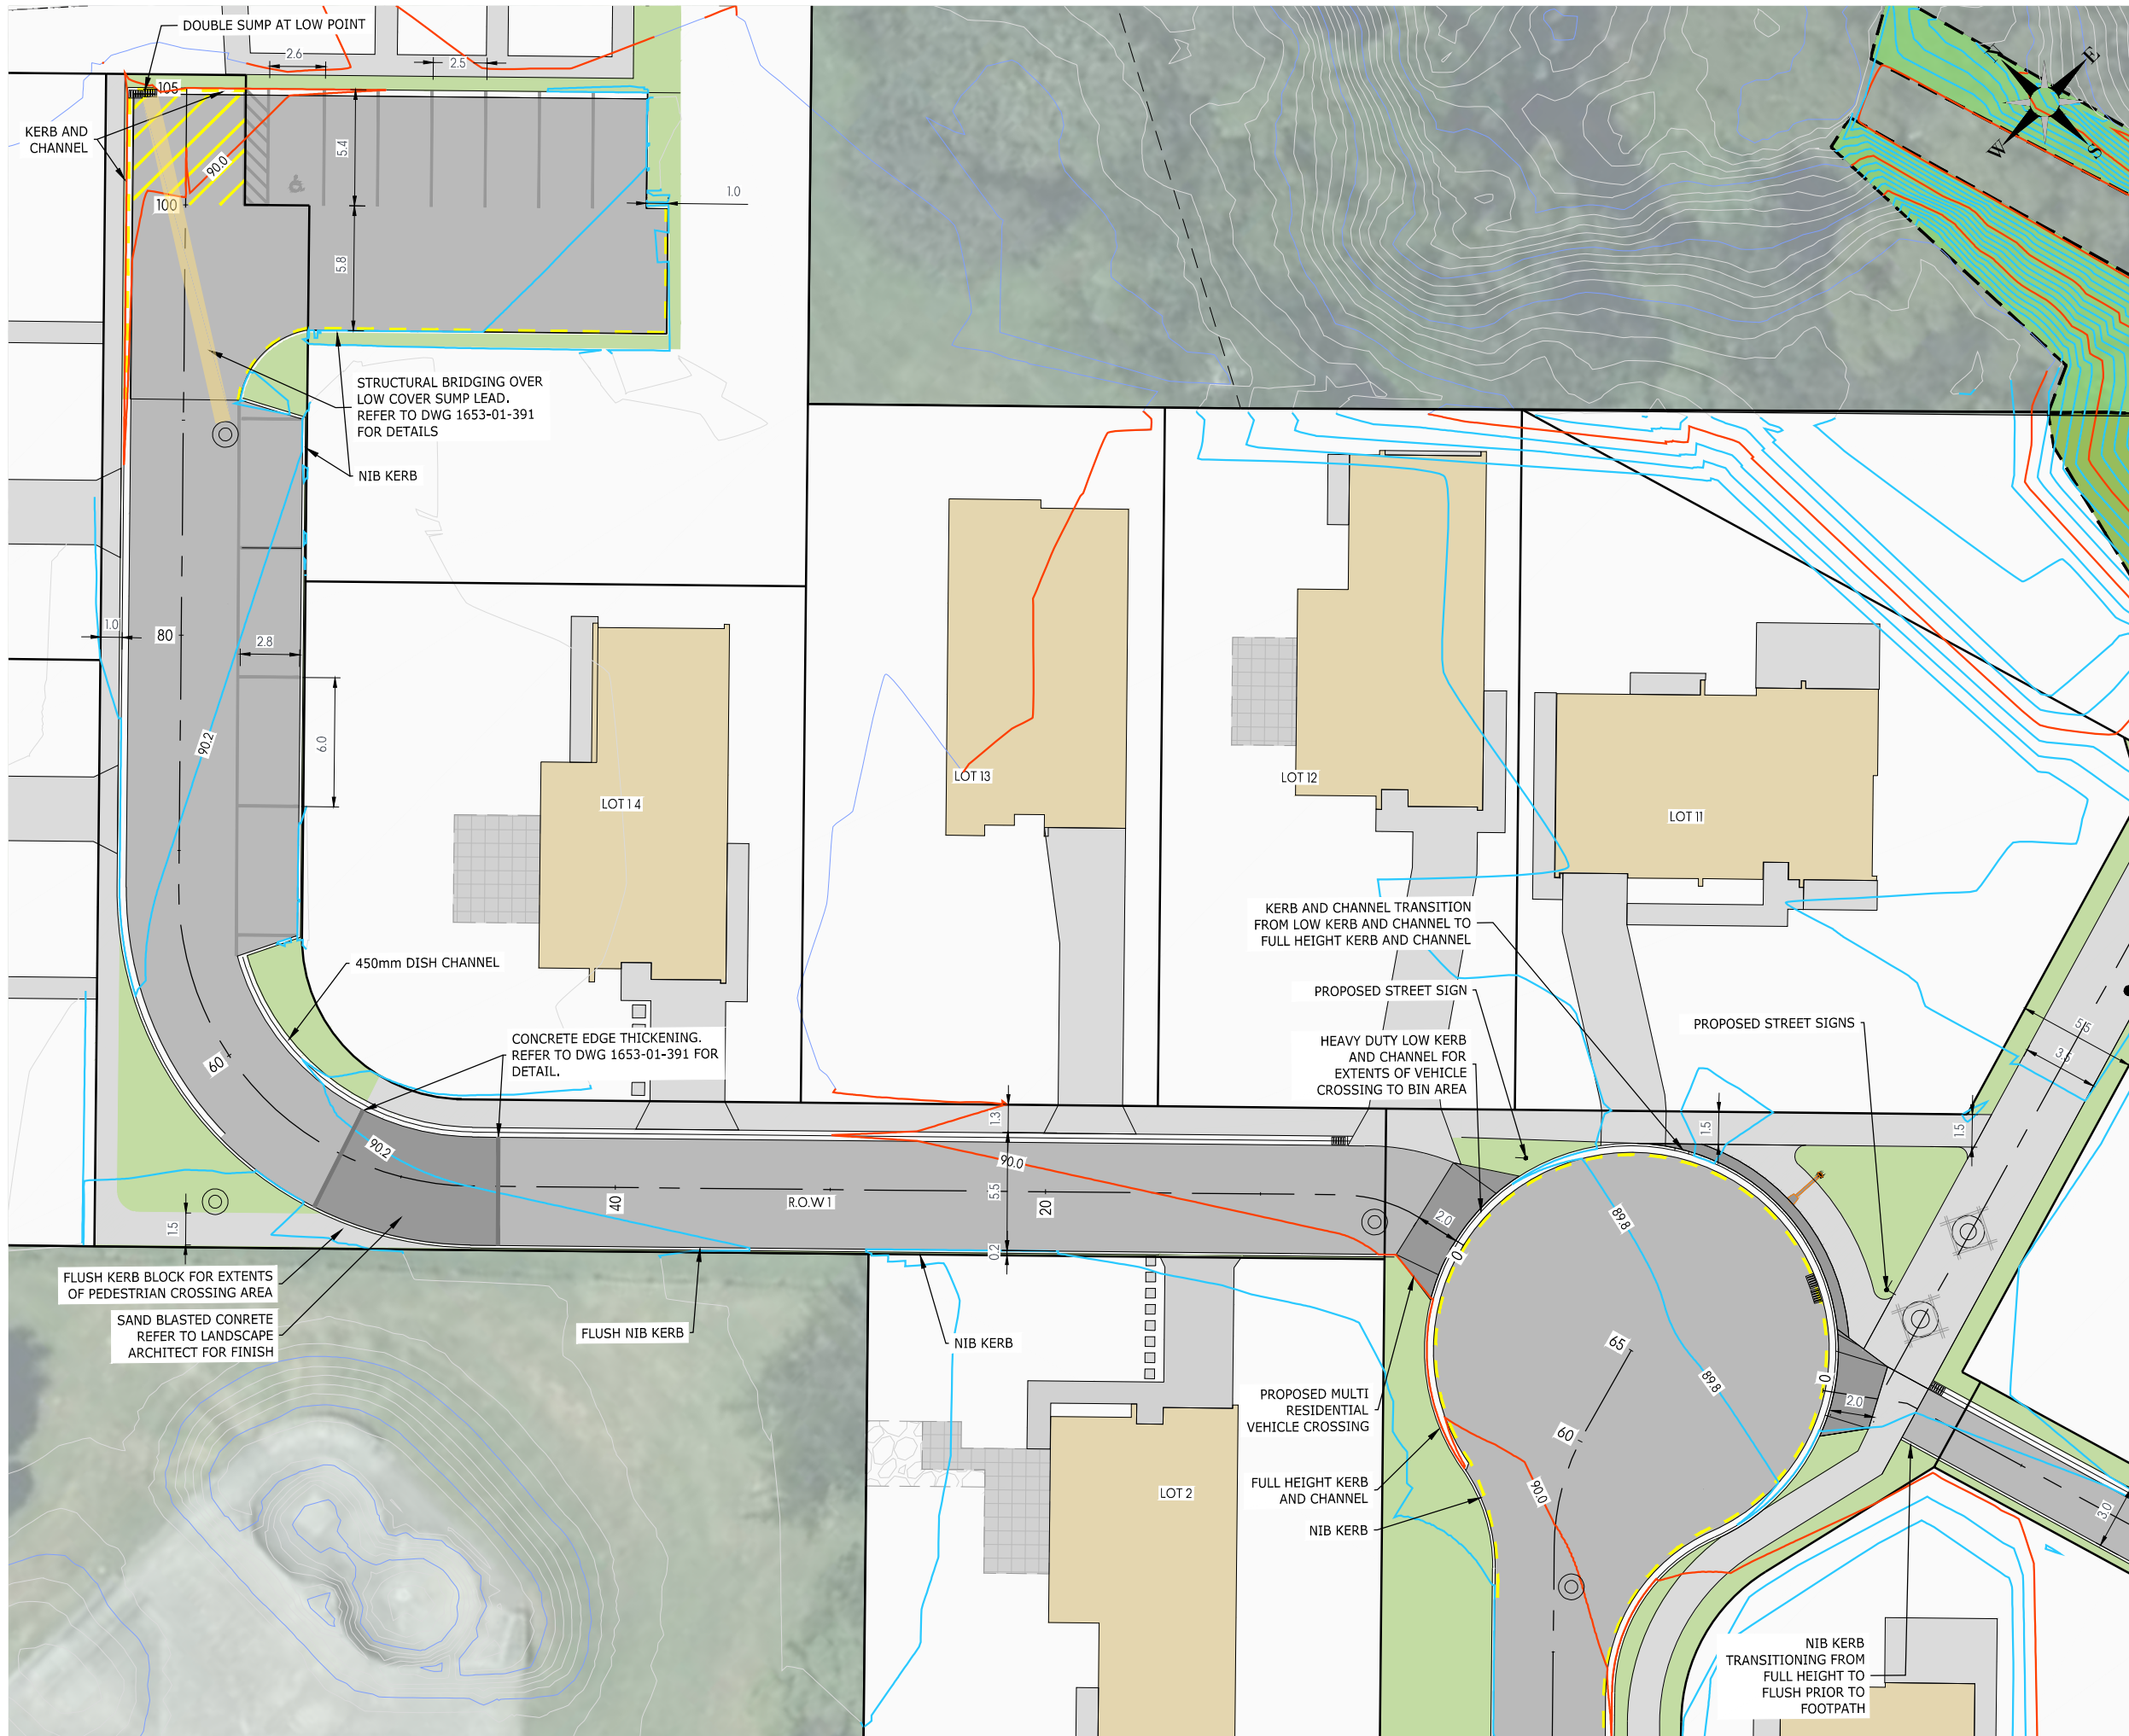 DOUBLE SUMP AT LOW POINT
2.6
2.5
105
KERB AND
CHANNEL
90.0
5.4
100
1.0
5.8
N
E
W
S
STRUCTURAL BRIDGING OVER
LOW COVER SUMP LEAD.
REFER TO DWG 1653-01-391
FOR DETAILS
NIB KERB
1.0
80
2.8
6.0
90.2
LOT 14
LOT 13
LOT 12
LOT 11
450mm DISH CHANNEL
KERB AND CHANNEL TRANSITION
FROM LOW KERB AND CHANNEL TO
FULL HEIGHT KERB AND CHANNEL
PROPOSED STREET SIGN
PROPOSED STREET SIGNS
5.5
3.5
CONCRETE EDGE THICKENING.
REFER TO DWG 1653-01-391 FOR
DETAIL.
HEAVY DUTY LOW KERB
AND CHANNEL FOR
EXTENTS OF VEHICLE
CROSSING TO BIN AREA
60
1.3
1.5
1.5
90.2
90.0
40
R.O.W 1
5.5
20
2.0
0
89.8
1.5
0.2
FLUSH KERB BLOCK FOR EXTENTS
OF PEDESTRIAN CROSSING AREA
SAND BLASTED CONRETE
REFER TO LANDSCAPE
ARCHITECT FOR FINISH
FLUSH NIB KERB
NIB KERB
65
89.8
0
2.0
PROPOSED MULTI
RESIDENTIAL
VEHICLE CROSSING
60
FULL HEIGHT KERB
AND CHANNEL
90.0
LOT 2
NIB KERB
3.0
NIB KERB
TRANSITIONING FROM
FULL HEIGHT TO
FLUSH PRIOR TO
FOOTPATH